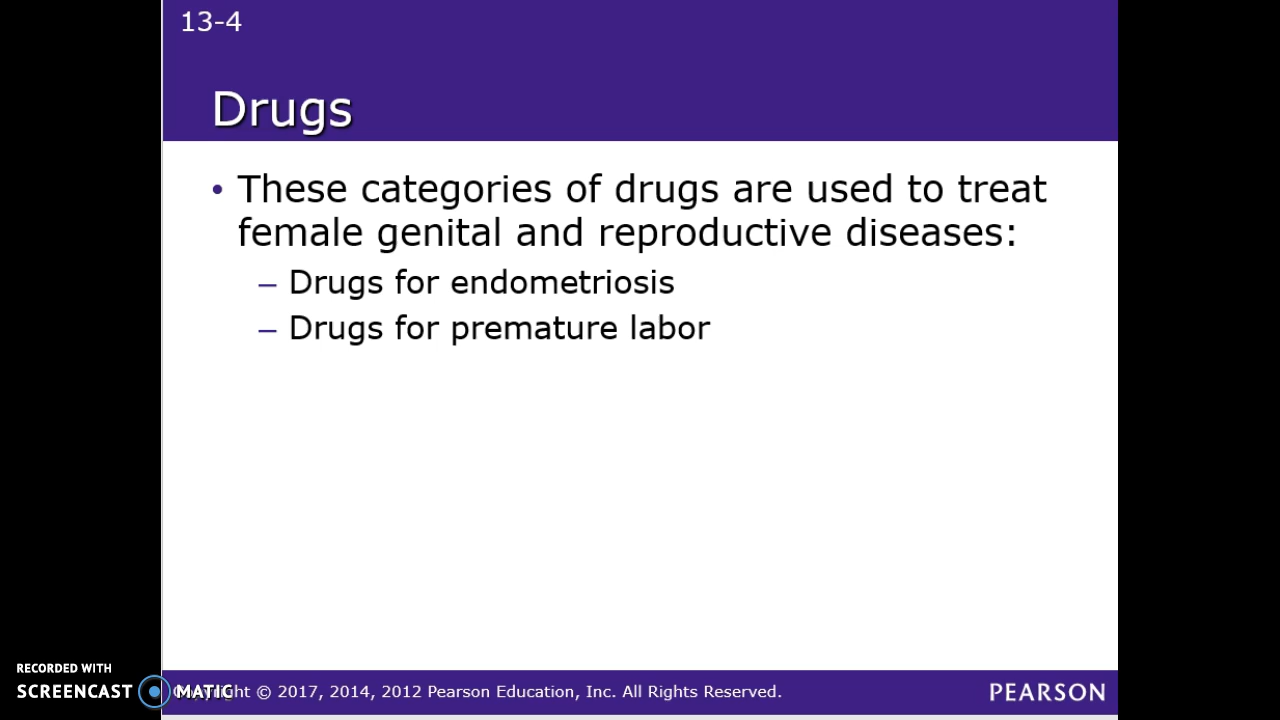 13-4
Drugs
• These categories of drugs are used to treat
female genital and reproductive diseases:
– Drugs for endometriosis
– Drugs for premature labor
RECORDED WITH
SCREENCAST MATIC
Copyright © 2017, 2014, 2012 Pearson Education, Inc. All Rights Reserved.
PEARSON